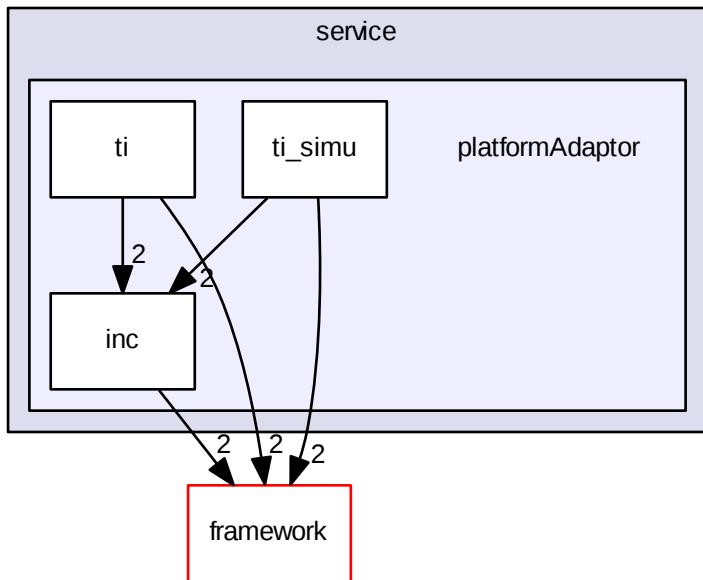 service
ti
ti_simu
platformAdaptor
2
2
inc
2
2
2
framework